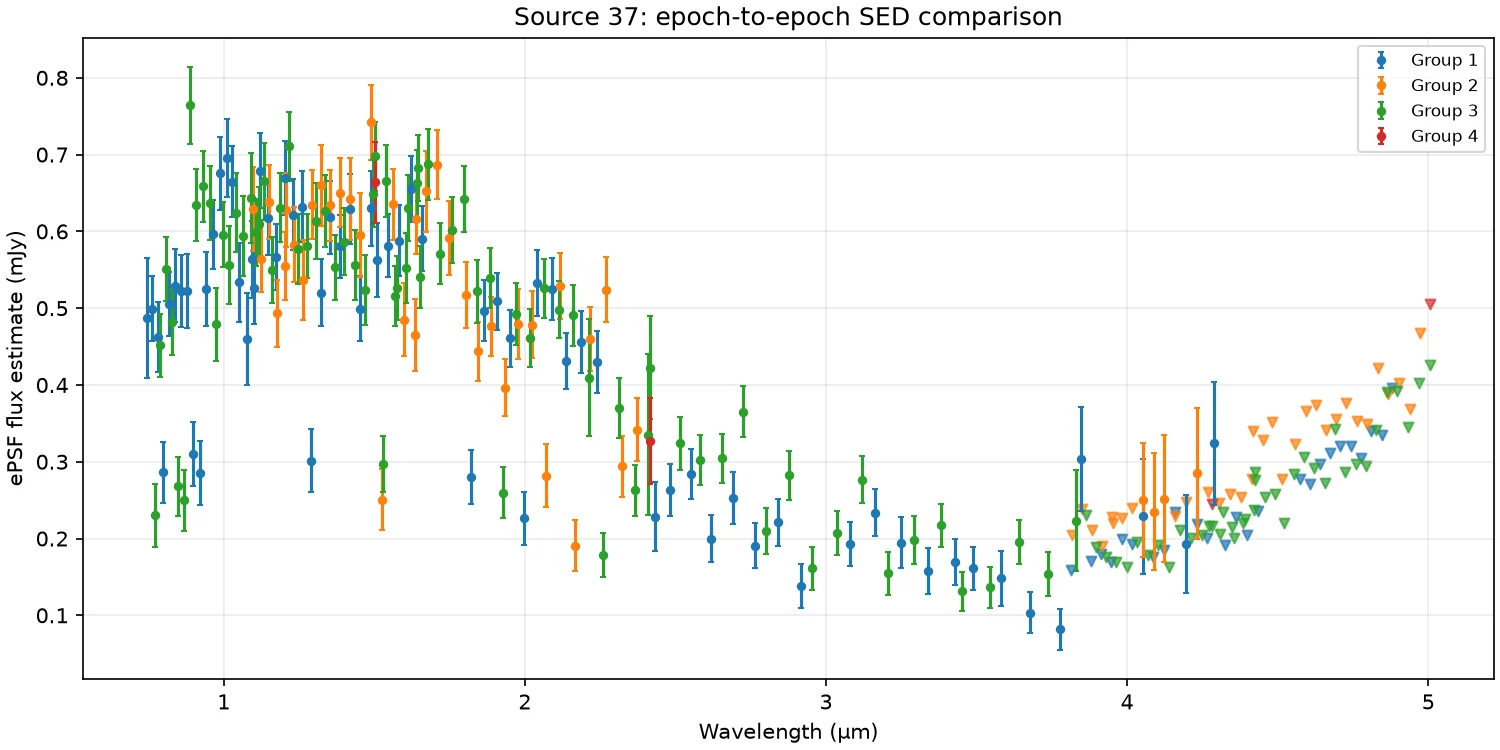 Source 37: epoch-to-epoch SED comparison
Group 1
Group 2
Group 3
Group 4
ePSF flux estimate (mJy)
0.8
0.7
0.6
0.5
0.4
0.3
0.2
0.1
1 2 3 4 5
Wavelength (μm)